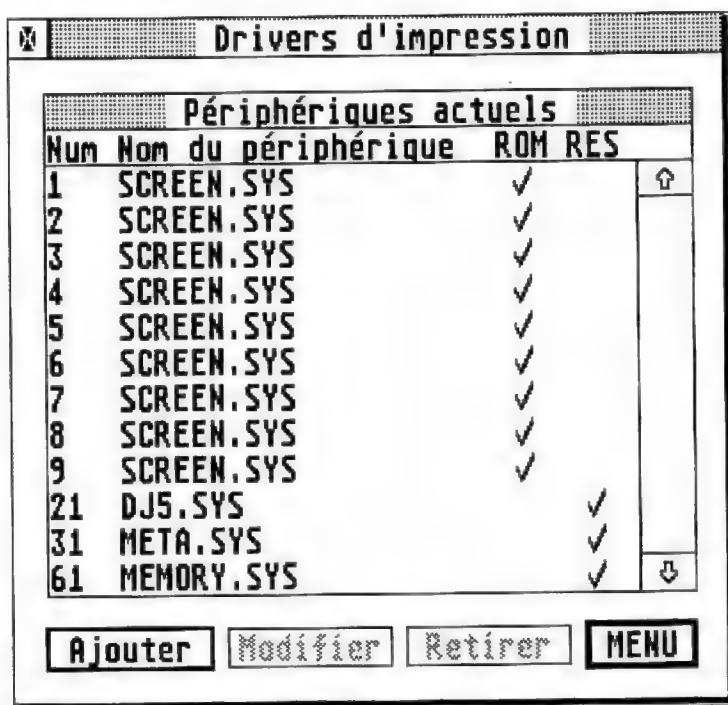 Drivers d'impression
Périphériques actuels
Num Nom du périphérique ROM RES
1 SCREEN.SYS ✓
2 SCREEN.SYS ✓
3 SCREEN.SYS ✓
4 SCREEN.SYS ✓
5 SCREEN.SYS ✓
6 SCREEN.SYS ✓
7 SCREEN.SYS ✓
8 SCREEN.SYS ✓
9 SCREEN.SYS ✓
21 DJ5.SYS ✓
31 META.SYS ✓
61 MEMORY.SYS ✓
Ajouter Modifier Retirer MENU